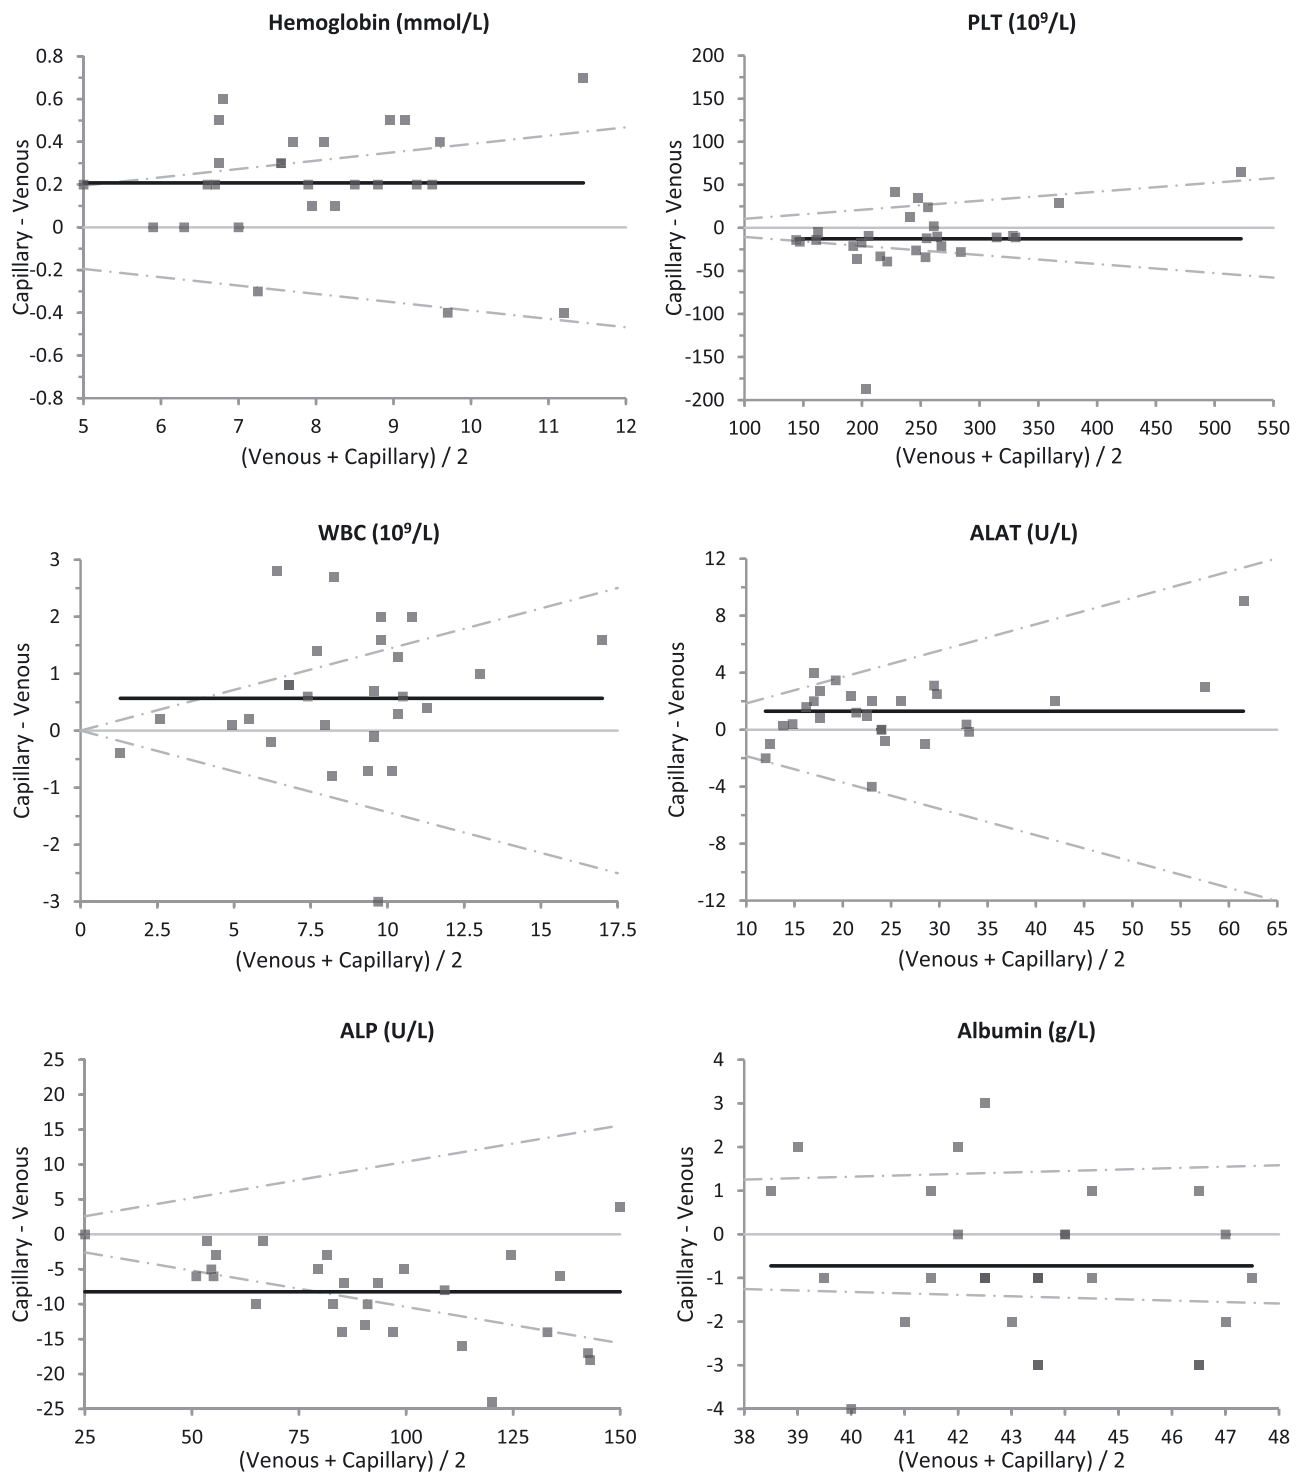 Hemoglobin (mmol/L)
Capillary - Venous
0.8
0.6
0.4
0.2
0
-0.2
-0.4
-0.6
-0.8
5 6 7 8 9 10 11 12
(Venous + Capillary) / 2
PLT (10⁹/L)
Capillary - Venous
200
150
100
50
0
-50
-100
-150
-200
100 150 200 250 300 350 400 450 500 550
(Venous + Capillary) / 2
WBC (10⁹/L)
Capillary - Venous
3
2
1
0
-1
-2
-3
0 2.5 5 7.5 10 12.5 15 17.5
(Venous + Capillary) / 2
ALAT (U/L)
Capillary - Venous
12
8
4
0
-4
-8
-12
10 15 20 25 30 35 40 45 50 55 60 65
(Venous + Capillary) / 2
ALP (U/L)
Capillary - Venous
25
20
15
10
5
0
-5
-10
-15
-20
-25
25 50 75 100 125 150
(Venous + Capillary) / 2
Albumin (g/L)
Capillary - Venous
4
3
2
1
0
-1
-2
-3
-4
38 39 40 41 42 43 44 45 46 47 48
(Venous + Capillary) / 2